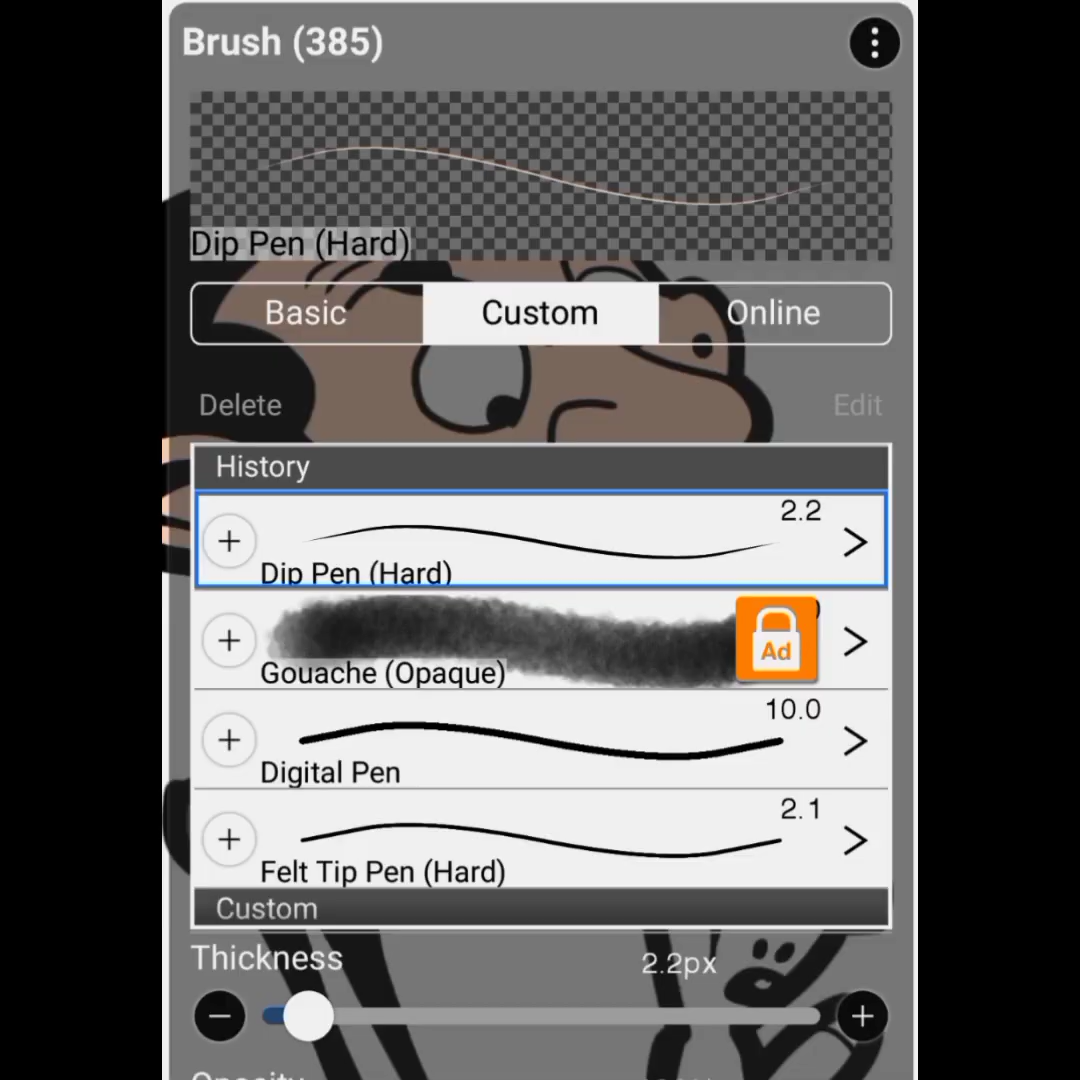 Brush (385)
Dip Pen (Hard)
Basic Custom Online
Delete Edit
History
2.2
Dip Pen (Hard)
Ad
Gouache (Opaque)
10.0
Digital Pen
2.1
Felt Tip Pen (Hard)
Custom
Thickness 2.2px
Opacity